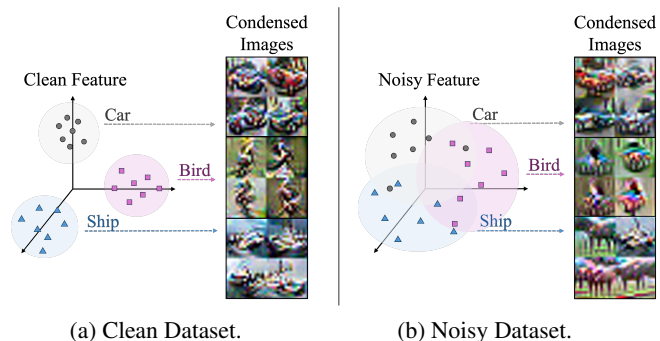 Condensed
Images
Clean Feature
Car
Bird
Ship
(a) Clean Dataset.
Condensed
Images
Noisy Feature
Car
Bird
Ship
(b) Noisy Dataset.